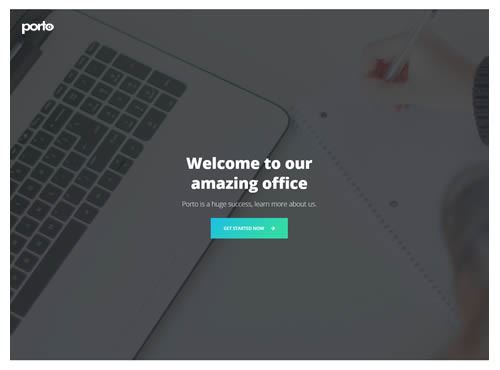 porto
Welcome to our
amazing office
Porto is a huge success, learn more about us.
GET STARTED NOW